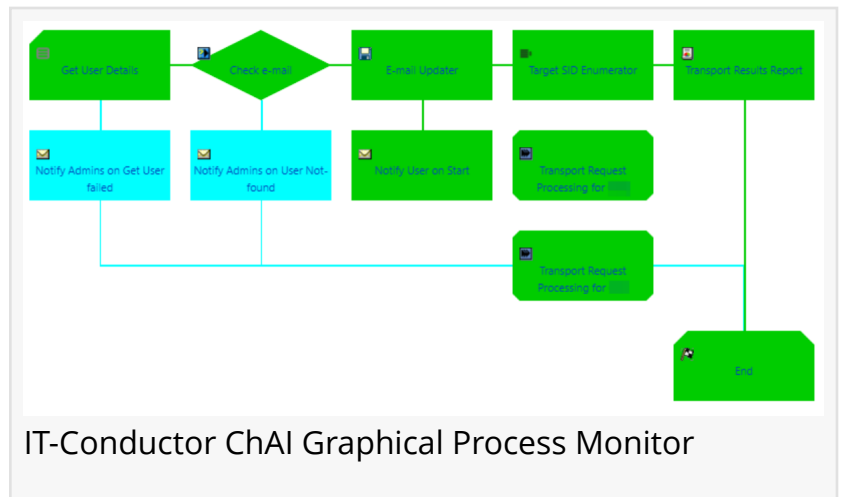 Get User Details
Check e-mail
E-mail Updater
Target SID Enumerator
Transport Results Report
Notify Admins on Get User
failed
Notify Admins on User Not-
found
Notify User on Start
Transport Request
Processing for
Transport Request
Processing for
End
IT-Conductor ChAI Graphical Process Monitor